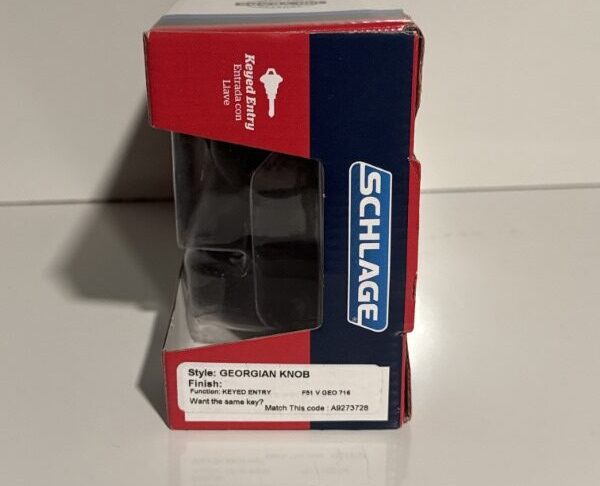 Keyed Entry
Entrada con
Llave
SCHLAGE
Style: GEORGIAN KNOB
Finish:
Function: KEYED ENTRY F51 V GEO 716
Want the same key?
Match This code : A9273728